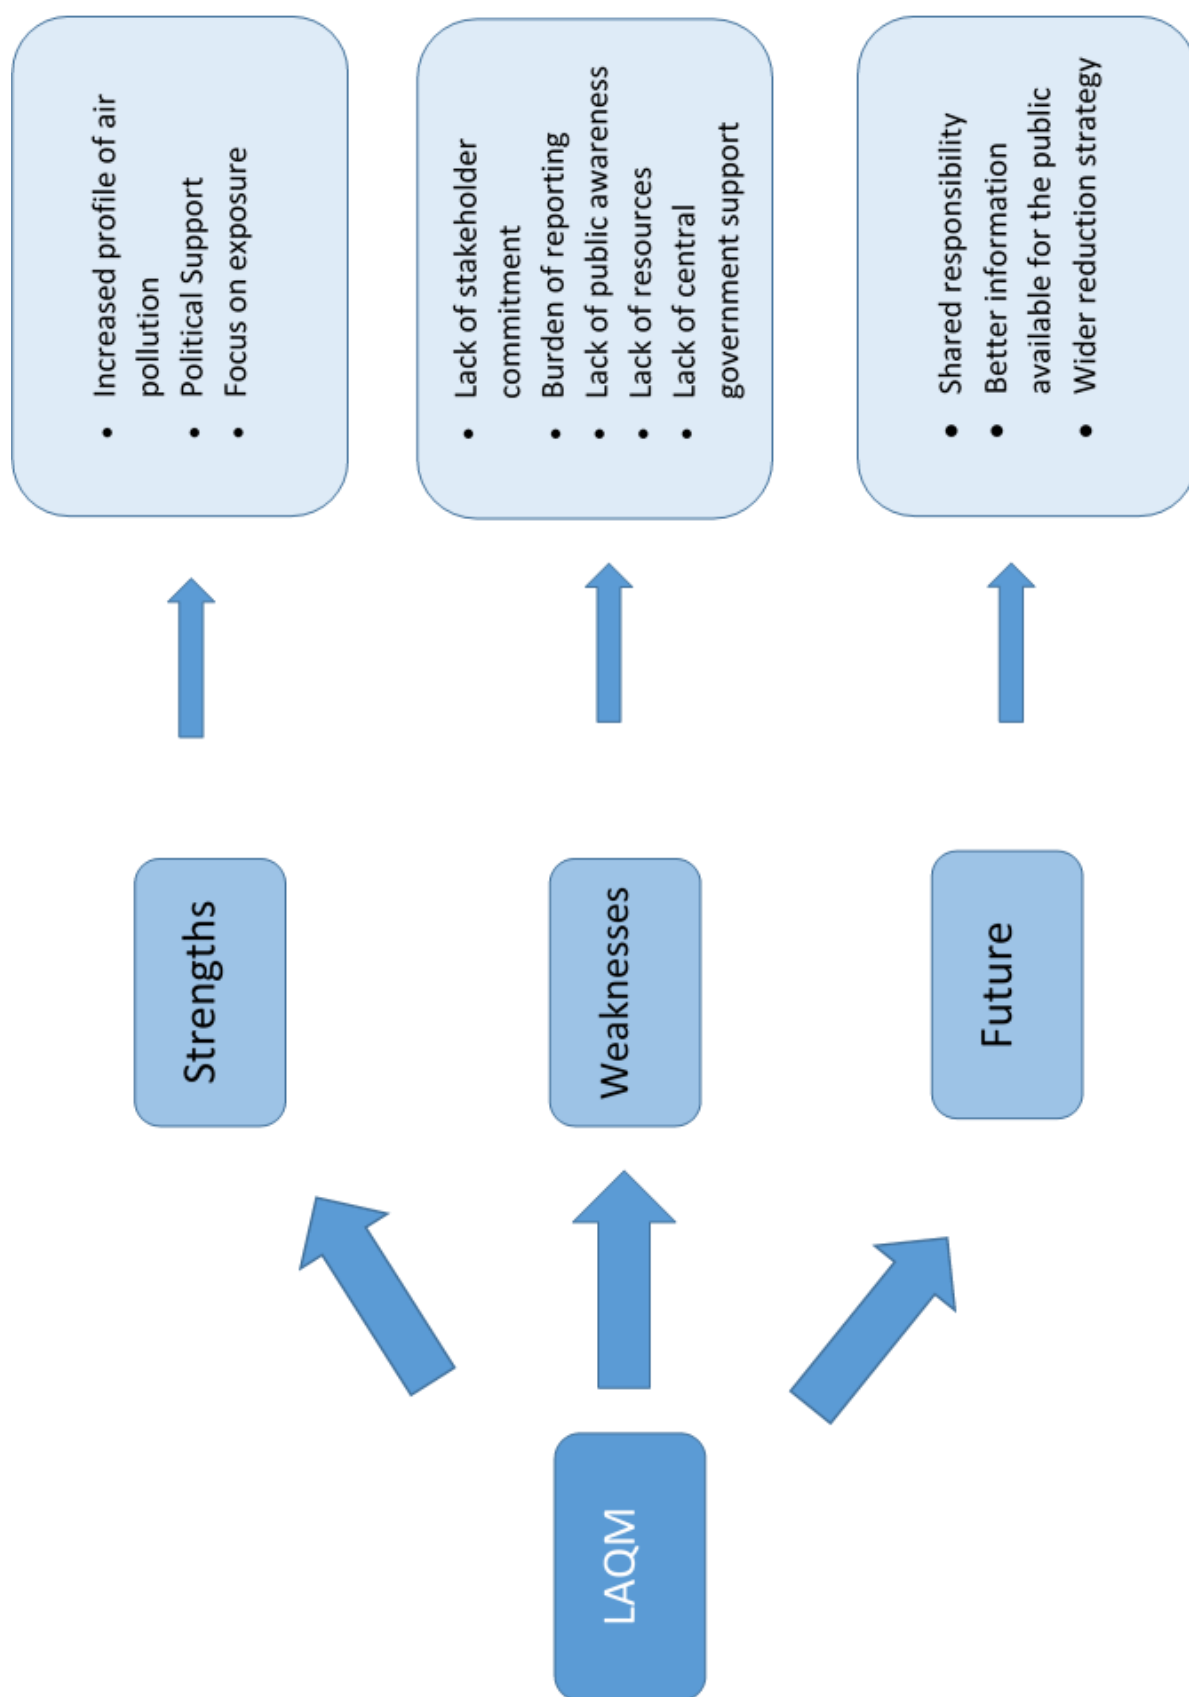 LAQM
Strengths
• Increased profile of air
pollution
• Political Support
• Focus on exposure
Weaknesses
• Lack of stakeholder
commitment
• Burden of reporting
• Lack of public awareness
• Lack of resources
• Lack of central
government support
Future
• Shared responsibility
• Better information
available for the public
• Wider reduction strategy